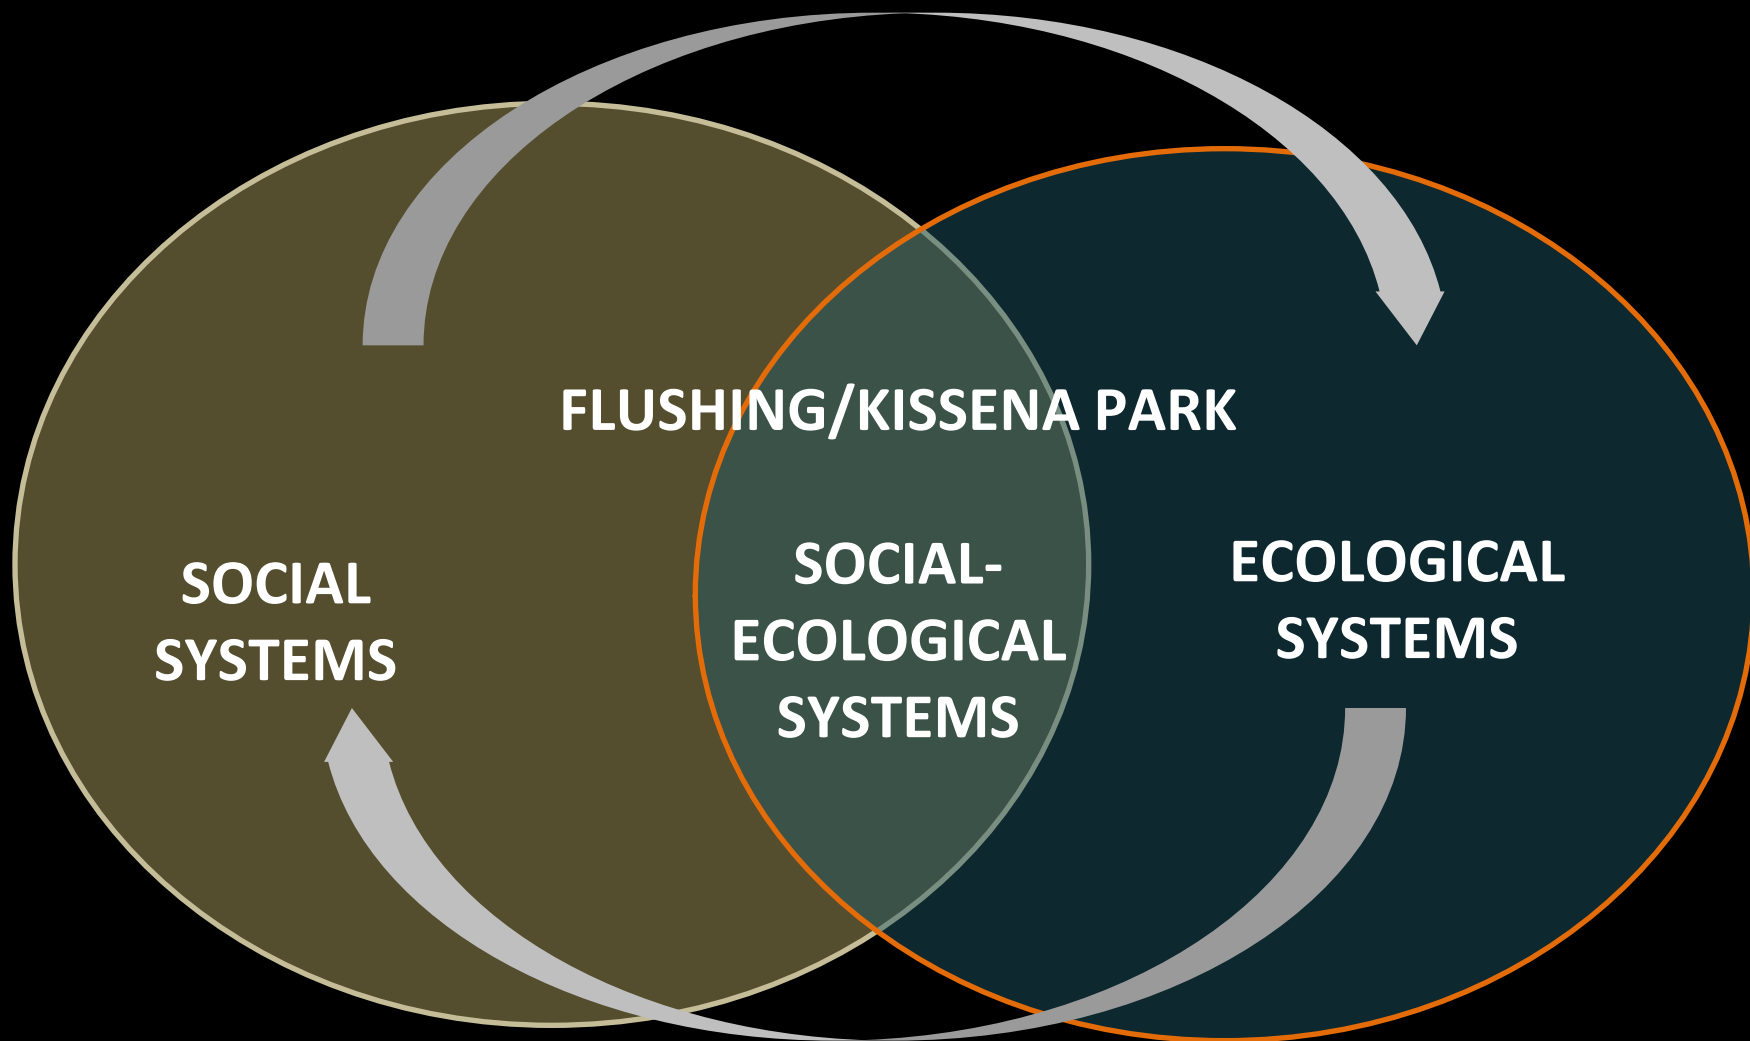 FLUSHING/KISSENA PARK
SOCIAL
SYSTEMS
SOCIAL-
ECOLOGICAL
SYSTEMS
ECOLOGICAL
SYSTEMS